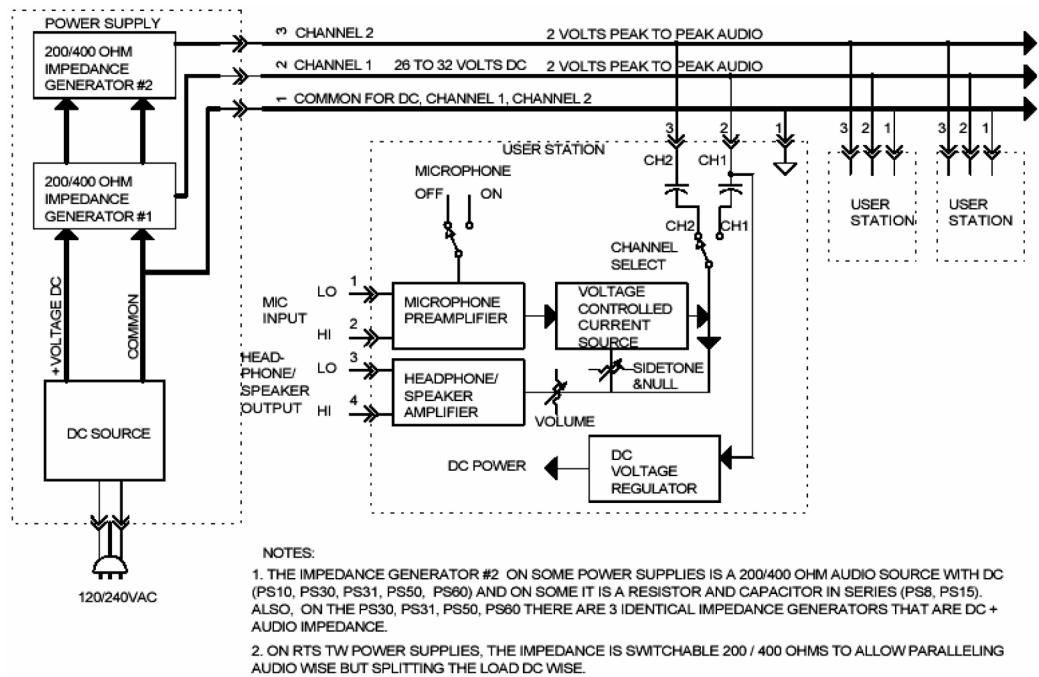 POWER SUPPLY
200/400 OHM
IMPEDANCE
GENERATOR #2
3 CHANNEL 2 2 VOLTS PEAK TO PEAK AUDIO
2 CHANNEL 1 26 TO 32 VOLTS DC 2 VOLTS PEAK TO PEAK AUDIO
1 COMMON FOR DC, CHANNEL 1, CHANNEL 2
200/400 OHM
IMPEDANCE
GENERATOR #1
+VOLTAGE DC
COMMON
DC SOURCE
120/240VAC
USER STATION
3 2 1
CH2 CH1
CH2 CH1
CHANNEL
SELECT
MICROPHONE
OFF ON
MIC
INPUT
LO 1
HI 2
MICROPHONE
PREAMPLIFIER
VOLTAGE
CONTROLLED
CURRENT
SOURCE
HEAD-
PHONE/
SPEAKER
OUTPUT
LO 3
HI 4
HEADPHONE/
SPEAKER
AMPLIFIER
SIDETONE
&NULL
VOLUME
DC POWER
DC
VOLTAGE
REGULATOR
3 2 1
USER
STATION
3 2 1
USER
STATION
NOTES:
1. THE IMPEDANCE GENERATOR #2 ON SOME POWER SUPPLIES IS A 200/400 OHM AUDIO SOURCE WITH DC
(PS10, PS30, PS31, PS50, PS60) AND ON SOME IT IS A RESISTOR AND CAPACITOR IN SERIES (PS8, PS15).
ALSO, ON THE PS30, PS31, PS50, PS60 THERE ARE 3 IDENTICAL IMPEDANCE GENERATORS THAT ARE DC +
AUDIO IMPEDANCE.
2. ON RTS TW POWER SUPPLIES, THE IMPEDANCE IS SWITCHABLE 200 / 400 OHMS TO ALLOW PARALLELING
AUDIO WISE BUT SPLITTING THE LOAD DC WISE.